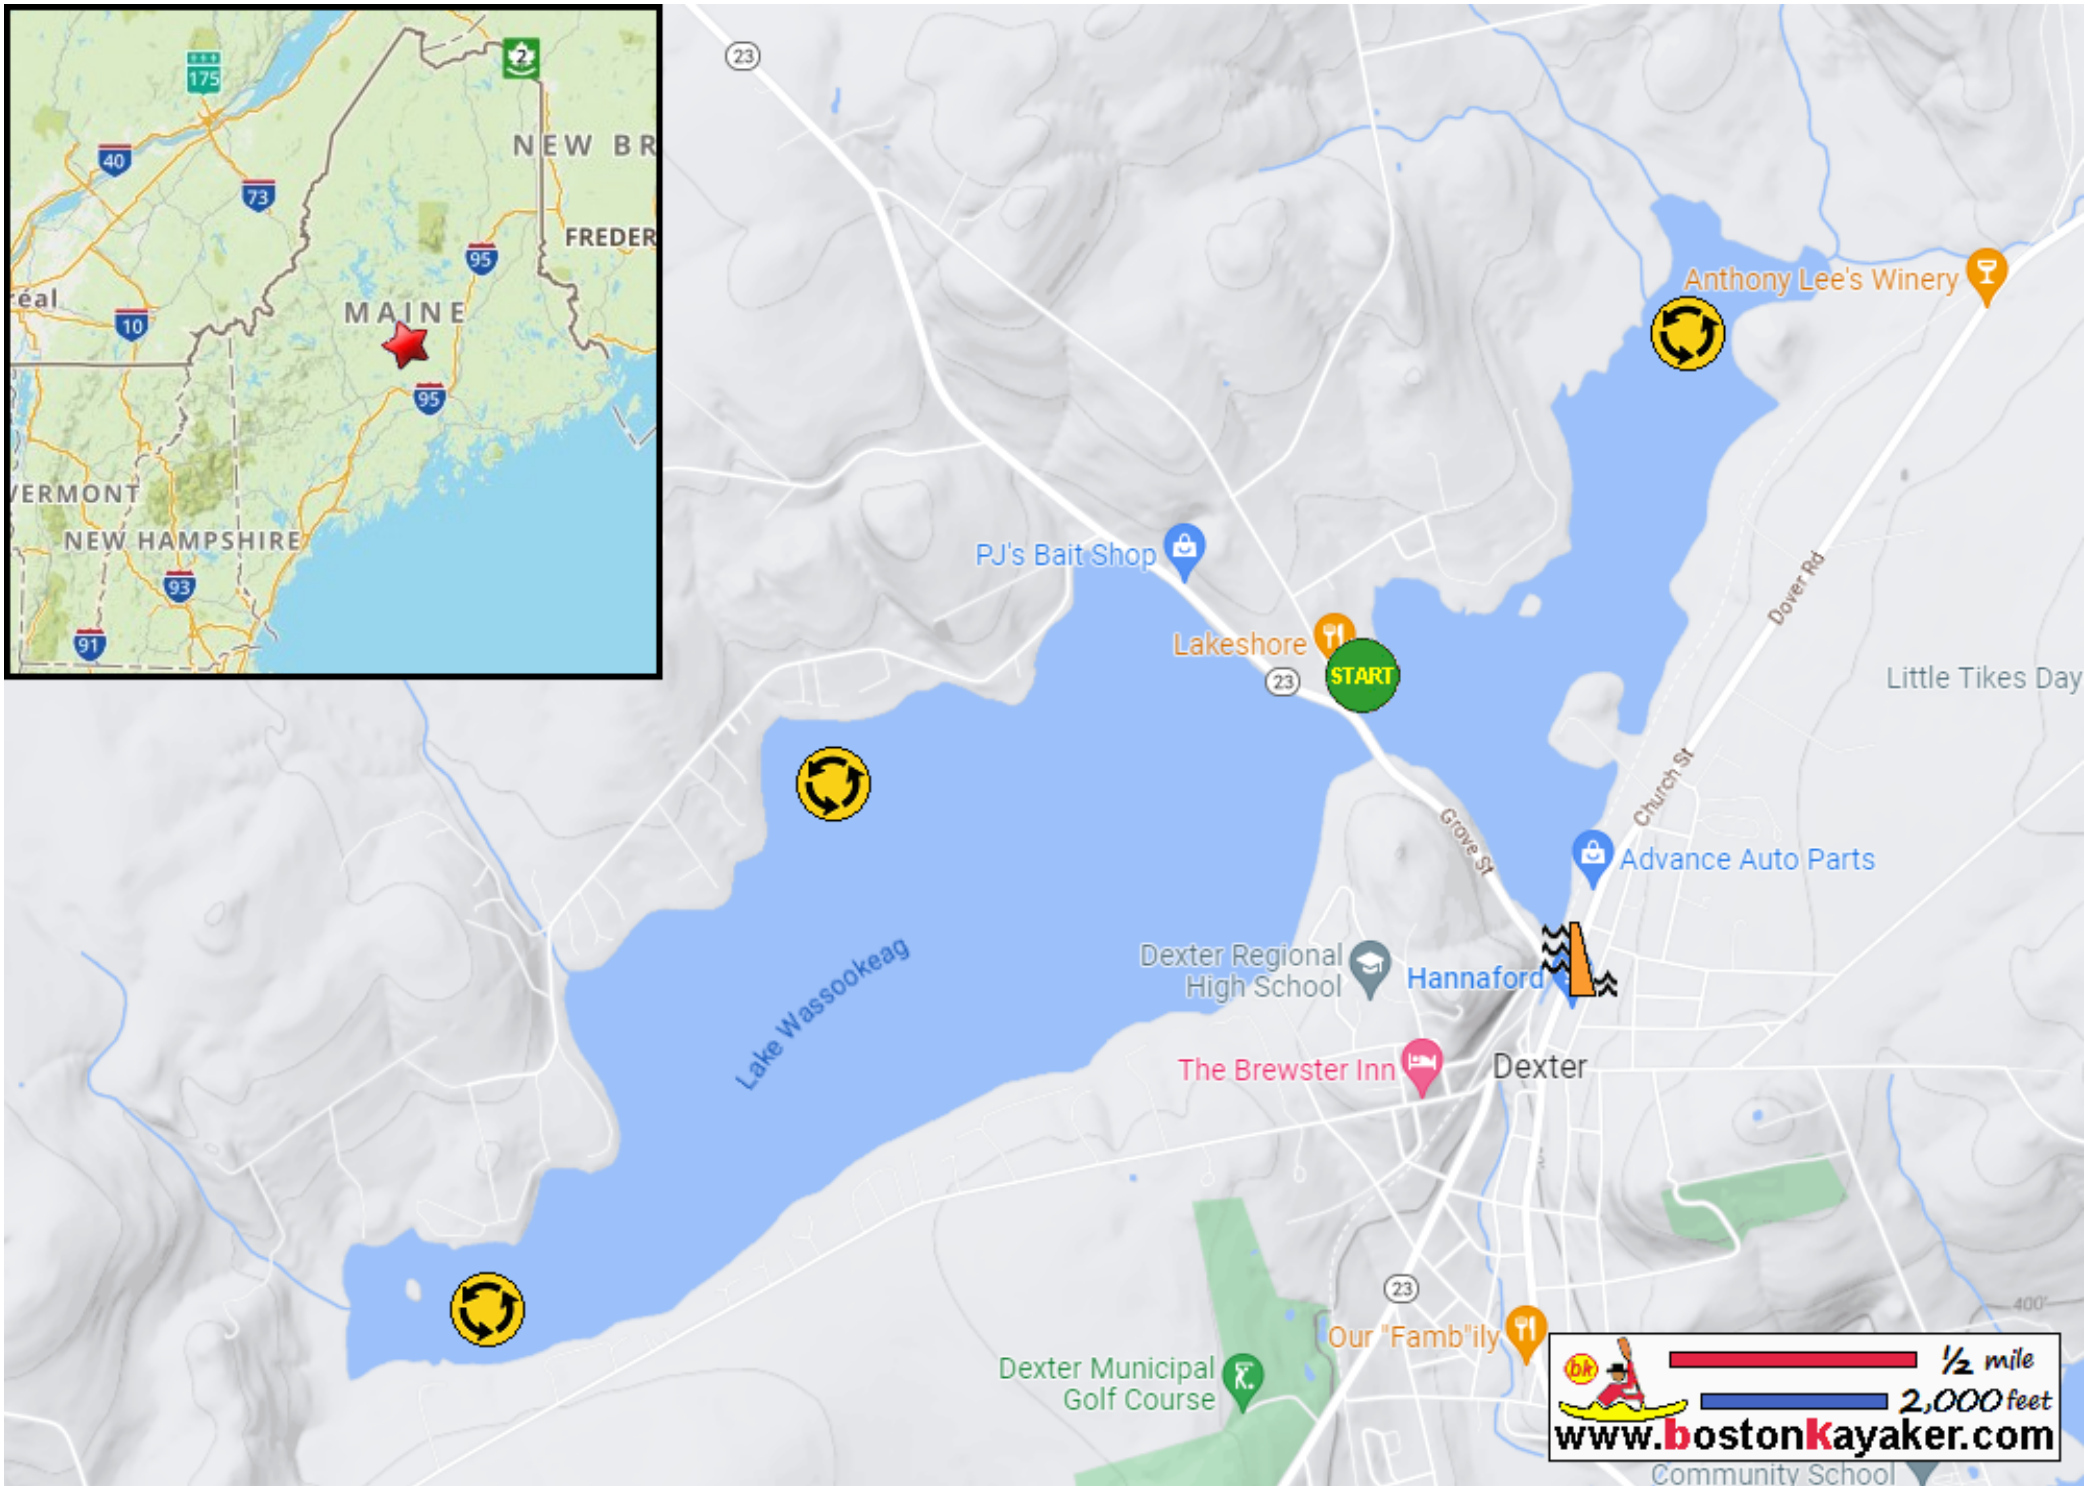 2
175
40
73
NEW BR
FREDER
95
MAINE
éal
10
95
VERMONT
NEW HAMPSHIRE
93
91
23
Anthony Lee's Winery
PJ's Bait Shop
Dover Rd
Lakeshore
START
23
Little Tikes Day
Church St
Grove St
Advance Auto Parts
Lake Wassookeag
Dexter Regional
High School
Hannaford
The Brewster Inn
Dexter
23
400'
Our "Famb"ily
Dexter Municipal
Golf Course
bk
1/2 mile
2,000 feet
www.bostonkayaker.com
Community School